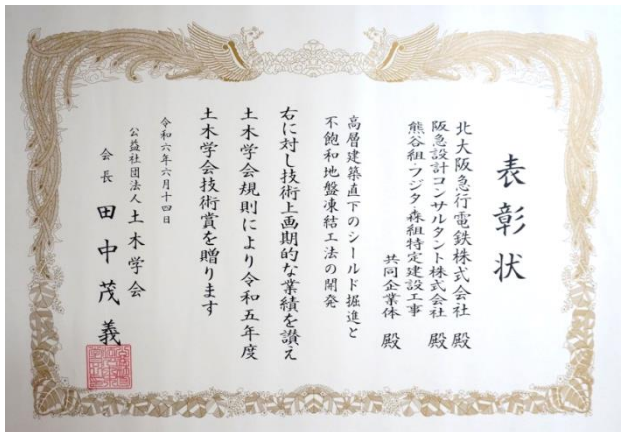 表彰状
北大阪急行電鉄株式会社 殿
阪急設計コンサルタント株式会社 殿
熊谷組・フジタ・森組特定建設工事
共同企業体 殿
高層建築直下のシールド掘進と
不飽和地盤凍結工法の開発
右に対し技術上画期的な業績を讃え
土木学会規則により令和五年度
土木学会技術賞を贈ります
令和六年六月十四日
公益社団法人 土木学会
会長 田中茂義